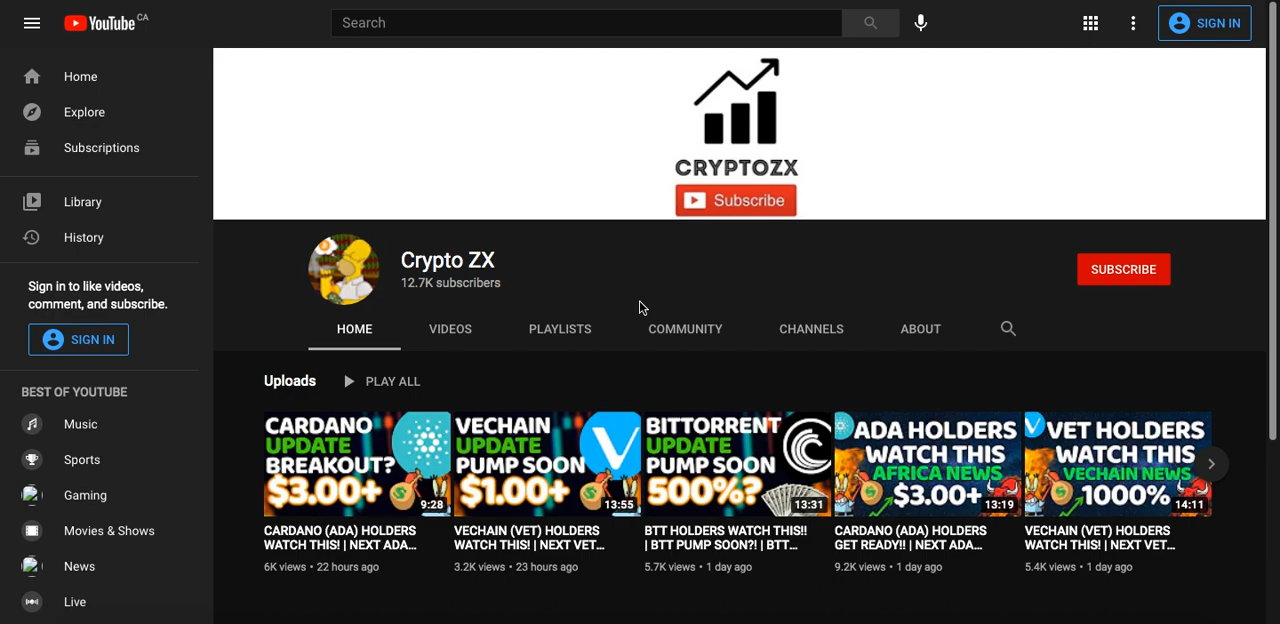 YouTube CA
Search
SIGN IN
Home
Explore
Subscriptions
Library
History
Sign in to like videos,
comment, and subscribe.
SIGN IN
BEST OF YOUTUBE
Music
Sports
Gaming
Movies & Shows
News
Live
CRYPTOZX
Subscribe
Crypto ZX
12.7K subscribers
SUBSCRIBE
HOME VIDEOS PLAYLISTS COMMUNITY CHANNELS ABOUT
Uploads PLAY ALL
CARDANO
UPDATE
BREAKOUT?
$3.00+
9:28
CARDANO (ADA) HOLDERS
WATCH THIS! | NEXT ADA...
6K views • 22 hours ago
VECHAIN
UPDATE
PUMP SOON
$1.00+
13:55
VECHAIN (VET) HOLDERS
WATCH THIS! | NEXT VET...
3.2K views • 23 hours ago
BITTORRENT
UPDATE
PUMP SOON
500%?
13:31
BTT HOLDERS WATCH THIS!!
| BTT PUMP SOON?! | BTT...
5.7K views • 1 day ago
ADA HOLDERS
WATCH THIS
AFRICA NEWS
$3.00+
13:19
CARDANO (ADA) HOLDERS
GET READY!! | NEXT ADA...
9.2K views • 1 day ago
VET HOLDERS
WATCH THIS
VECHAIN NEWS
1000%
14:11
VECHAIN (VET) HOLDERS
WATCH THIS! | NEXT VET...
5.4K views • 1 day ago